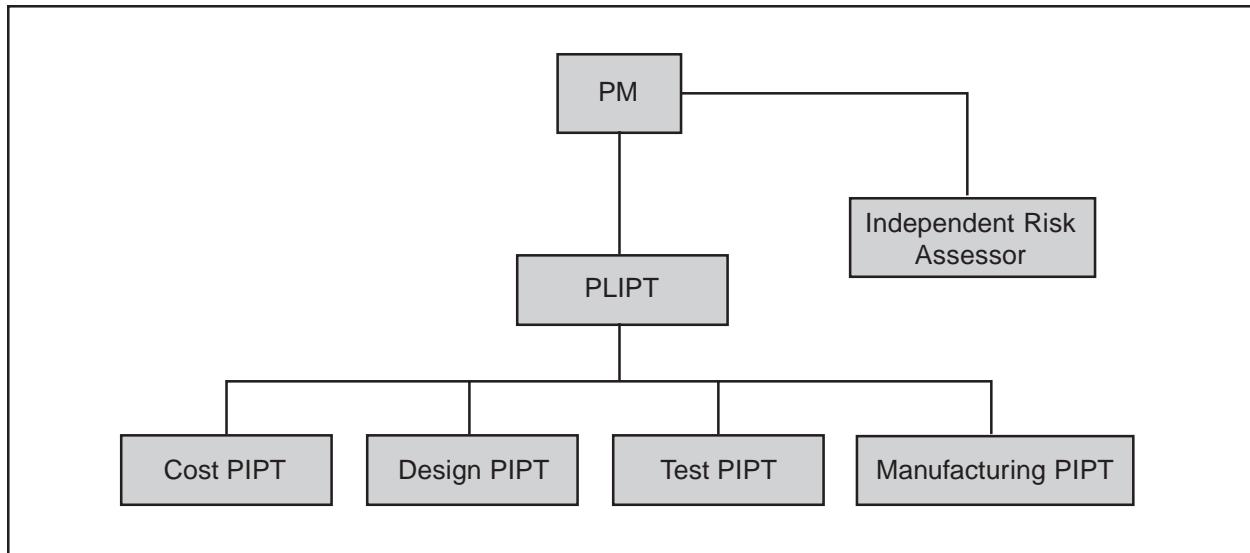 PM
Independent Risk
Assessor
PLIPT
Cost PIPT
Design PIPT
Test PIPT
Manufacturing PIPT